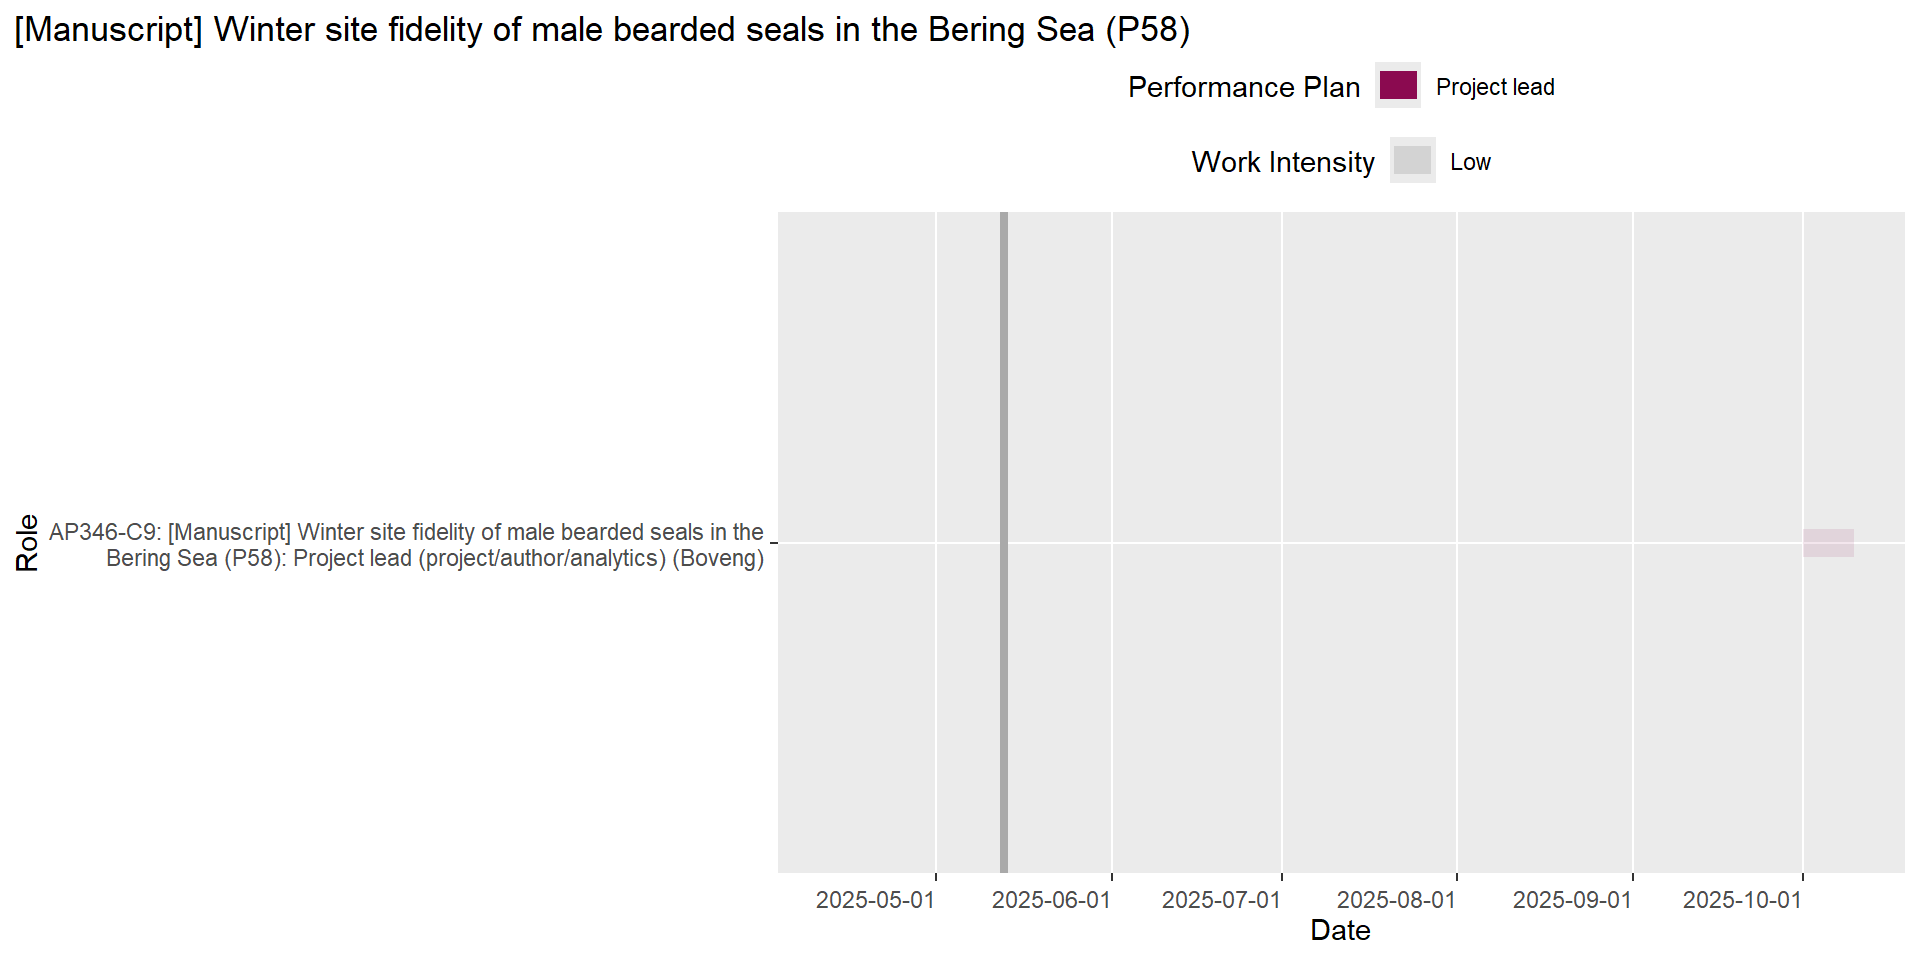 [Manuscript] Winter site fidelity of male bearded seals in the Bering Sea (P58)
Performance Plan
Project lead
Work Intensity
Low
Role
AP346-C9: [Manuscript] Winter site fidelity of male bearded seals in the
Bering Sea (P58): Project lead (project/author/analytics) (Boveng)
2025-05-01
2025-06-01
2025-07-01
2025-08-01
2025-09-01
2025-10-01
Date